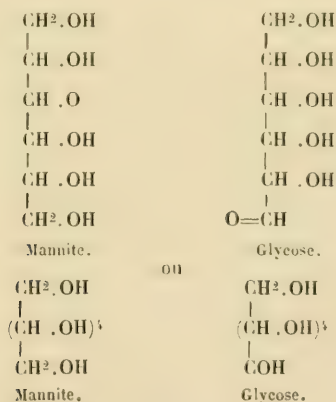 CH².OH
CH .OH
CH .O
CH .OH
CH .OH
CH².OH
Mannite.
CH².OH
CH .OH
CH .OH
CH .OH
CH .OH
O=CH
Glycose.
ou
CH².OH
(CH .OH)⁴
CH².OH
Mannite.
CH².OH
(CH .OH)⁴
COH
Glycose.